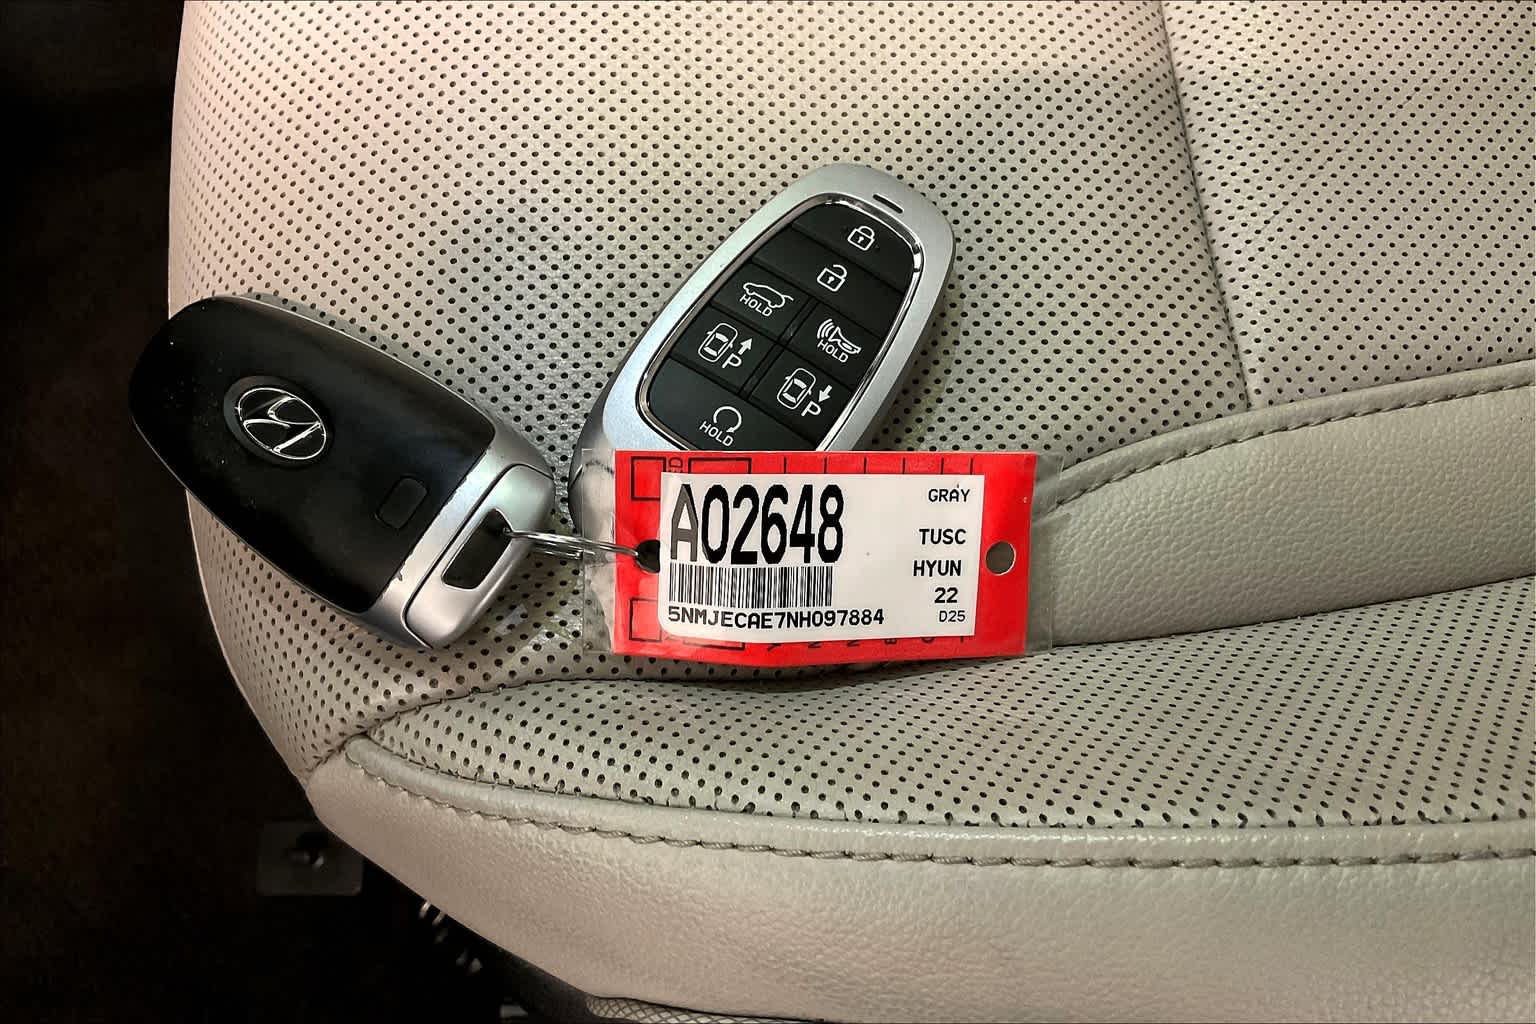 HOLD
HOLD
P
P
HOLD
A02648
GRAY
TUSC
HYUN
22
5NMJECAE7NH097884
D25